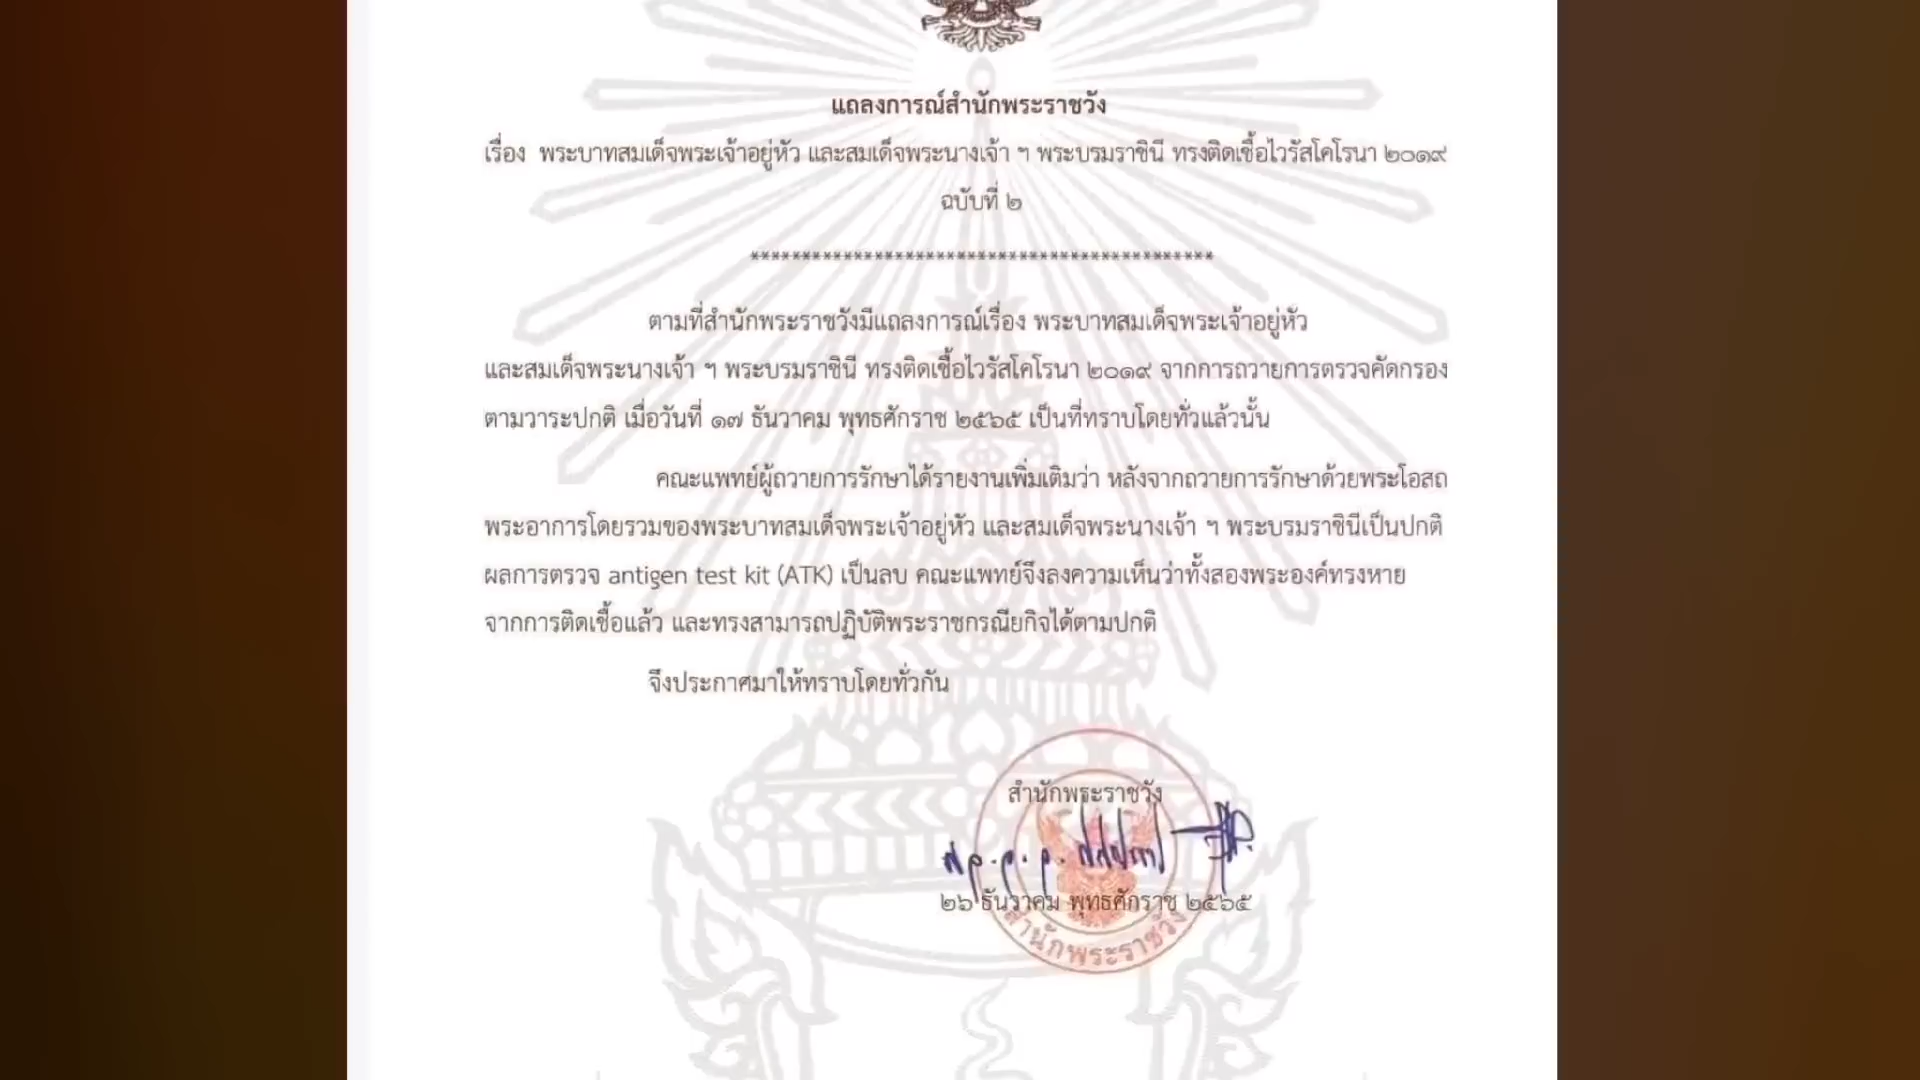 แถลงการณ์สำนักพระราชวัง
เรื่อง พระบาทสมเด็จพระเจ้าอยู่หัว และสมเด็จพระนางเจ้า ฯ พระบรมราชินี ทรงติดเชื้อไวรัสโคโรนา ๒๐๑๙
ฉบับที่ ๒
*********************************************
ตามที่สำนักพระราชวังมีแถลงการณ์เรื่อง พระบาทสมเด็จพระเจ้าอยู่หัว
และสมเด็จพระนางเจ้า ฯ พระบรมราชินี ทรงติดเชื้อไวรัสโคโรนา ๒๐๑๙ จากการถวายการตรวจคัดกรอง
ตามวาระปกติ เมื่อวันที่ ๑๗ ธันวาคม พุทธศักราช ๒๕๖๕ เป็นที่ทราบโดยทั่วแล้วนั้น
คณะแพทย์ผู้ถวายการรักษาได้รายงานเพิ่มเติมว่า หลังจากถวายการรักษาด้วยพระโอสถ
พระอาการโดยรวมของพระบาทสมเด็จพระเจ้าอยู่หัว และสมเด็จพระนางเจ้า ฯ พระบรมราชินีเป็นปกติ
ผลการตรวจ antigen test kit (ATK) เป็นลบ คณะแพทย์จึงลงความเห็นว่าทั้งสองพระองค์ทรงหาย
จากการติดเชื้อแล้ว และทรงสามารถปฏิบัติพระราชกรณียกิจได้ตามปกติ
จึงประกาศมาให้ทราบโดยทั่วกัน
สำนักพระราชวัง
๒๖ ธันวาคม พุทธศักราช ๒๕๖๕
สำนักพระราชวัง